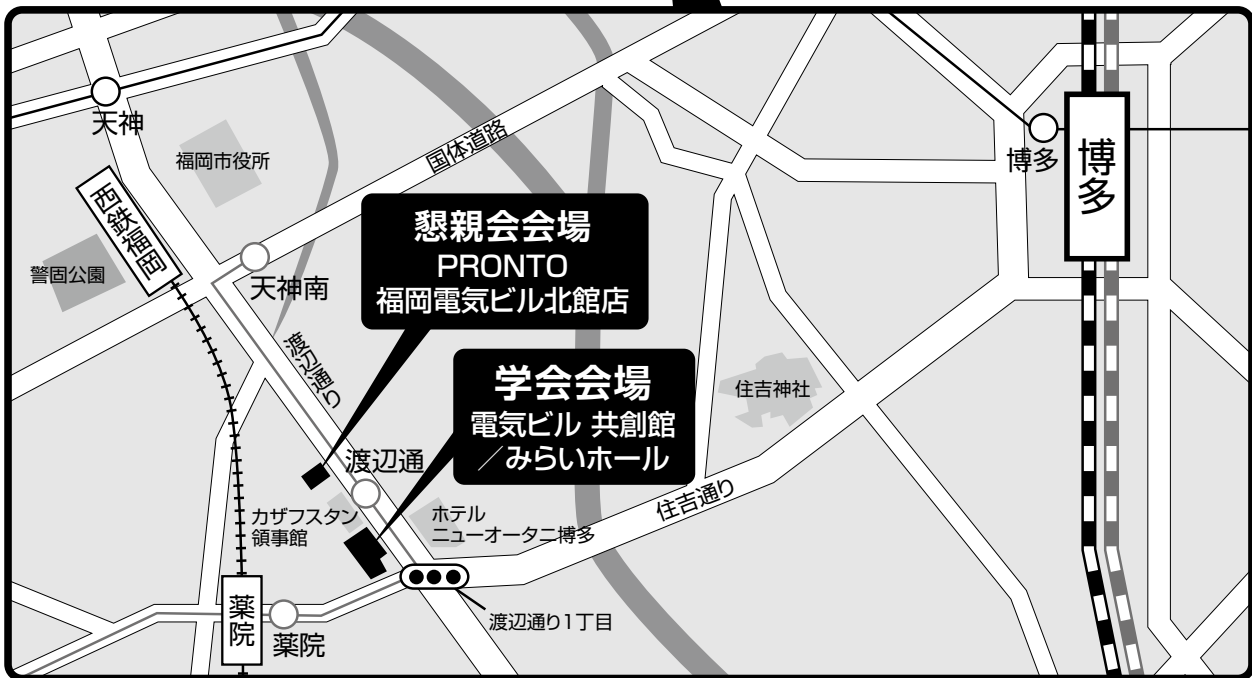 天神
福岡市役所
国体道路
博多
博多
西鉄福岡
警固公園
天神南
懇親会会場
PRONTO
福岡電気ビル北館店
渡辺通り
学会会場
電気ビル 共創館
／みらいホール
住吉神社
渡辺通
住吉通り
カザフスタン
領事館
ホテル
ニューオータニ博多
薬院
薬院
渡辺通り1丁目